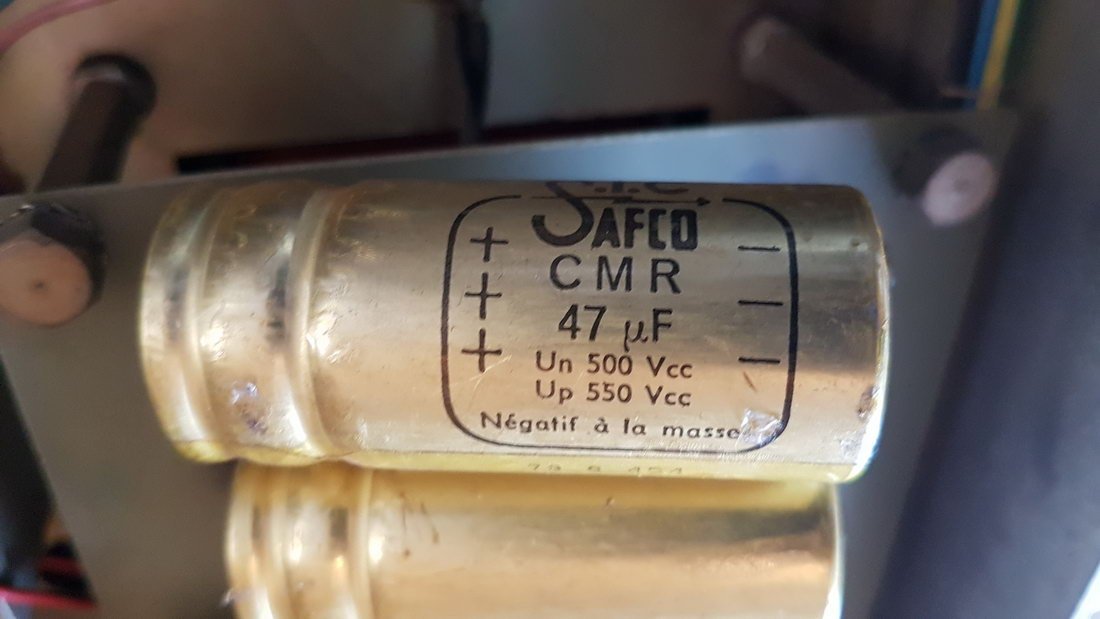 S.I.C
SAFCO
CMR
47 µF
Un 500 Vcc
Up 550 Vcc
Négatif à la masse
+ + +
− − −